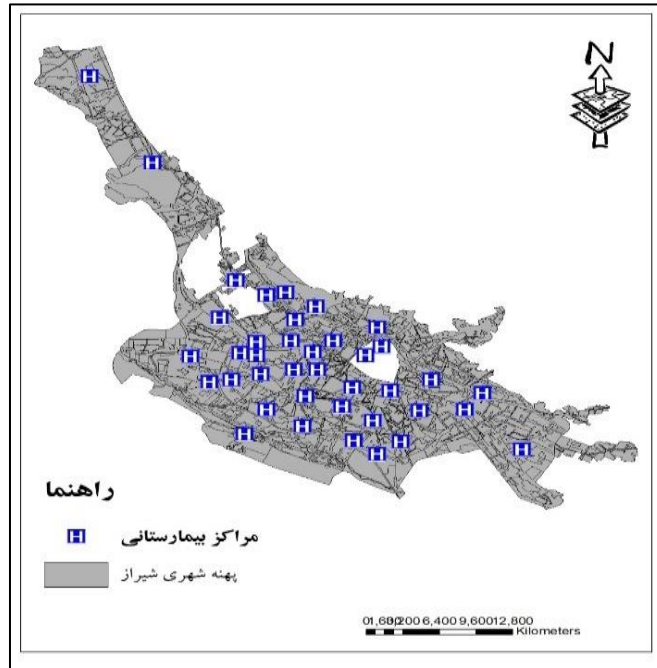 N
راهنما
مراکز بیمارستانی
پهنه شهری شیراز
6,400 9,600 12,800
Kilometers